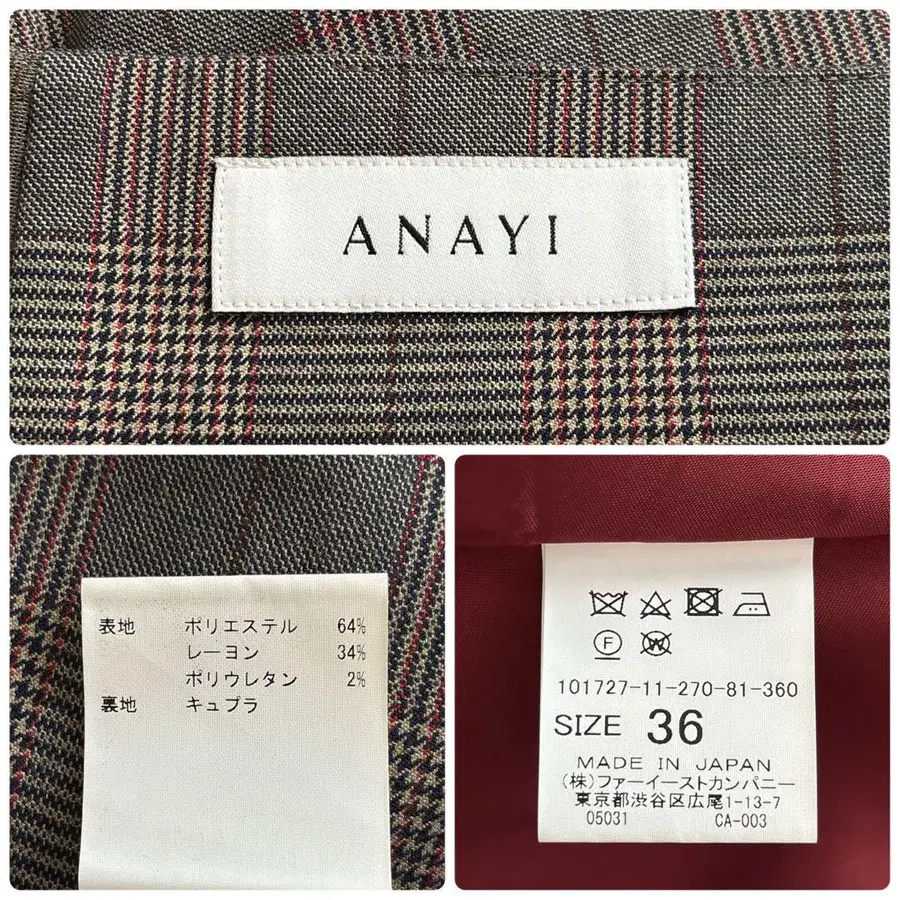 ANAYI
表地 ポリエステル 64%
レーヨン 34%
ポリウレタン 2%
裏地 キュプラ
F W
101727-11-270-81-360
SIZE 36
MADE IN JAPAN
(株)ファーイーストカンパニー
東京都渋谷区広尾1-13-7
05031 CA-003